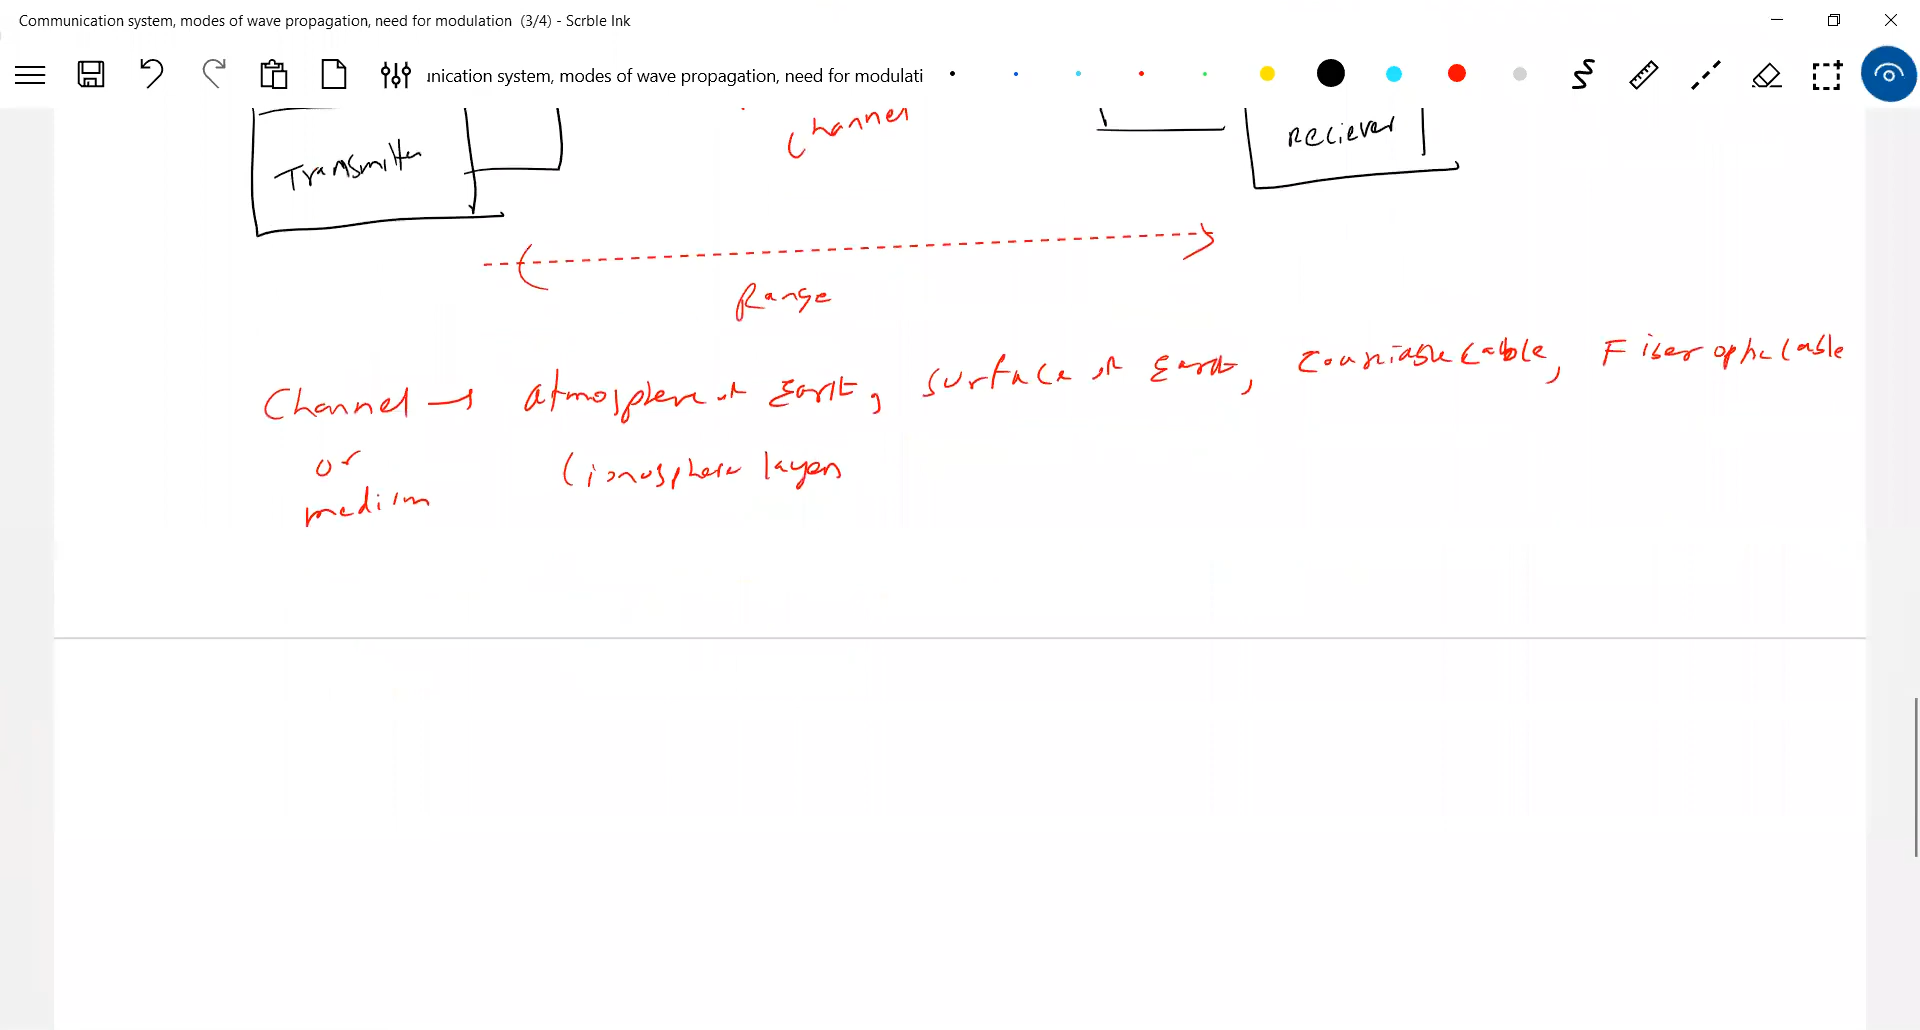 Communication system, modes of wave propagation, need for modulation (3/4) - Scrble Ink
unication system, modes of wave propagation, need for modulati
Channel
Transmitter
Reciever
Range
Channel → atmosphere of Earth, surface of Earth, cable, Fiber optic cable
or
(ionosphere layer
medium